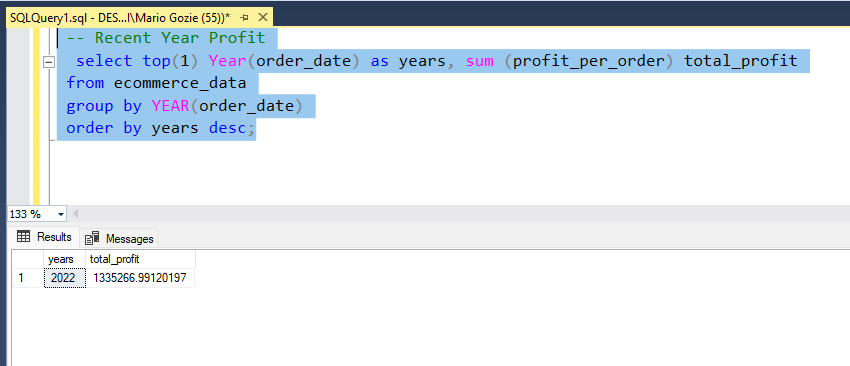 SQLQuery1.sql - DES...I\Mario Gozie (55))*
-- Recent Year Profit
select top(1) Year(order_date) as years, sum (profit_per_order) total_profit
from ecommerce_data
group by YEAR(order_date)
order by years desc;
133 %
Results Messages
years total_profit
1 2022 1335266.99120197